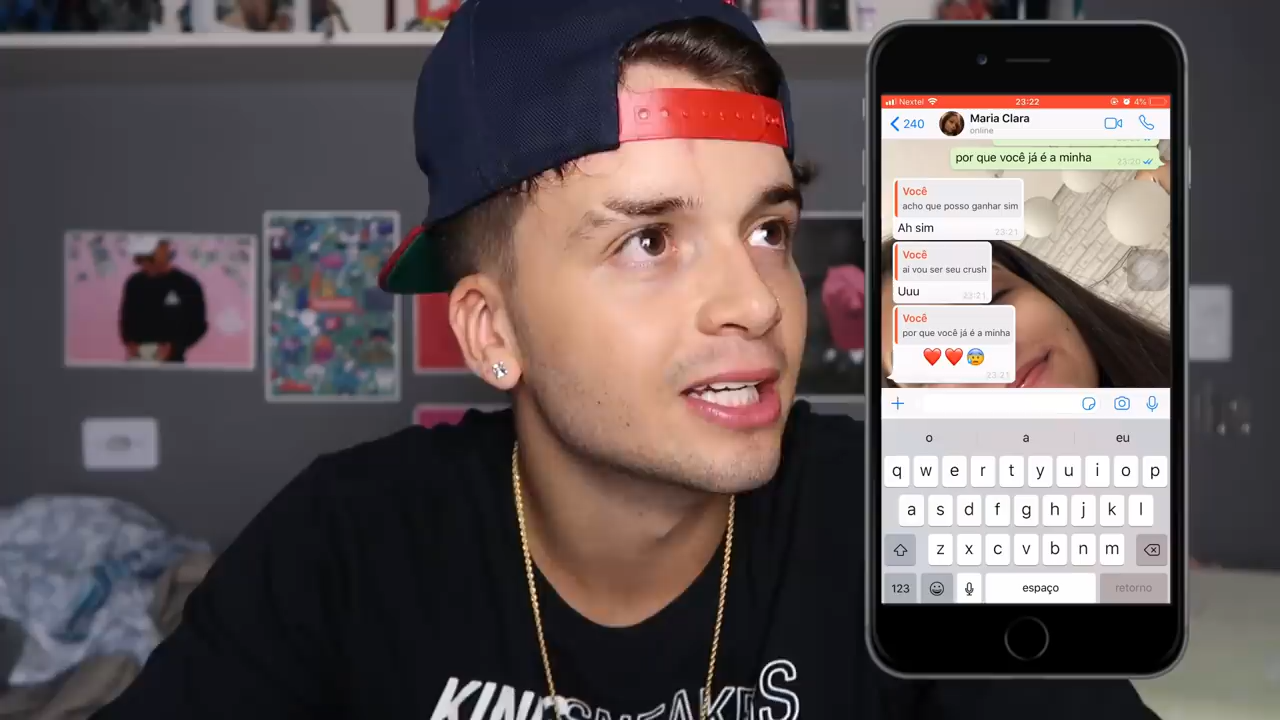 Nextel
23:22
4%
240
Maria Clara
online
por que você já é a minha
23:20
Você
acho que posso ganhar sim
Ah sim
23:21
Você
ai vou ser seu crush
Uuu
23:21
Você
por que você já é a minha
❤️❤️😰
23:21
o a eu
q w e r t y u i o p
a s d f g h j k l
z x c v b n m
123 espaço retorno
KINGSNEAKERS